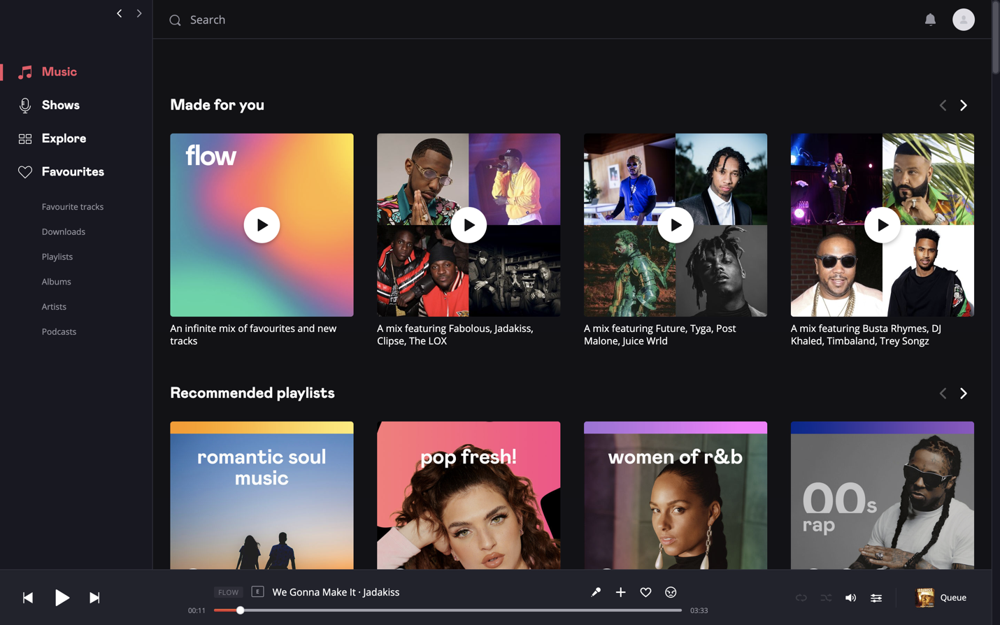 Search
Music
Shows
Explore
Favourites
Favourite tracks
Downloads
Playlists
Albums
Artists
Podcasts
Made for you
flow
An infinite mix of favourites and new
tracks
A mix featuring Fabolous, Jadakiss,
Clipse, The LOX
A mix featuring Future, Tyga, Post
Malone, Juice Wrld
A mix featuring Busta Rhymes, DJ
Khaled, Timbaland, Trey Songz
Recommended playlists
romantic soul
music
pop fresh!
women of r&b
00s
rap
FLOW E We Gonna Make It · Jadakiss
00:11 03:33
JADAKISS
Queue